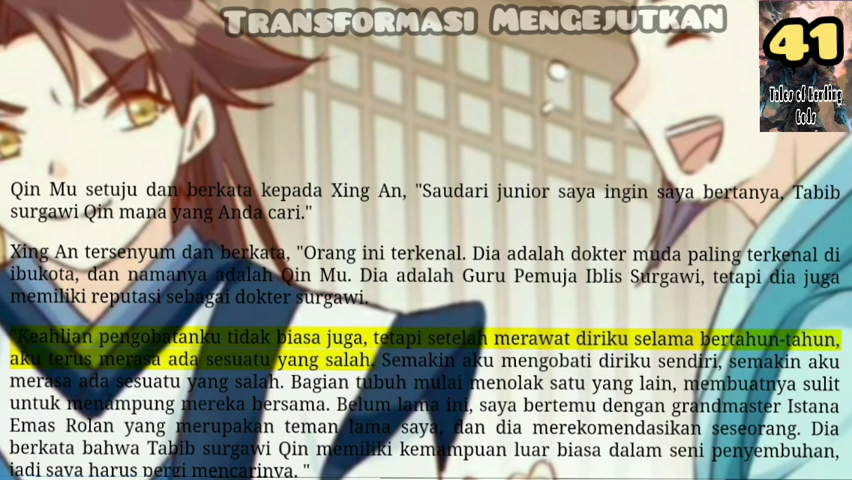 Transformasi Mengejutkan
41
Tales of Herding
Gods
Qin Mu setuju dan berkata kepada Xing An, "Saudari junior saya ingin saya bertanya, Tabib
surgawi Qin mana yang Anda cari."
Xing An tersenyum dan berkata, "Orang ini terkenal. Dia adalah dokter muda paling terkenal di
ibukota, dan namanya adalah Qin Mu. Dia adalah Guru Pemuja Iblis Surgawi, tetapi dia juga
memiliki reputasi sebagai dokter surgawi.
"Keahlian pengobatanku tidak biasa juga, tetapi setelah merawat diriku selama bertahun-tahun,
aku terus merasa ada sesuatu yang salah. Semakin aku mengobati diriku sendiri, semakin aku
merasa ada sesuatu yang salah. Bagian tubuh mulai menolak satu yang lain, membuatnya sulit
untuk menampung mereka bersama. Belum lama ini, saya bertemu dengan grandmaster Istana
Emas Rolan yang merupakan teman lama saya, dan dia merekomendasikan seseorang. Dia
berkata bahwa Tabib surgawi Qin memiliki kemampuan luar biasa dalam seni penyembuhan,
jadi saya harus pergi mencarinya. "